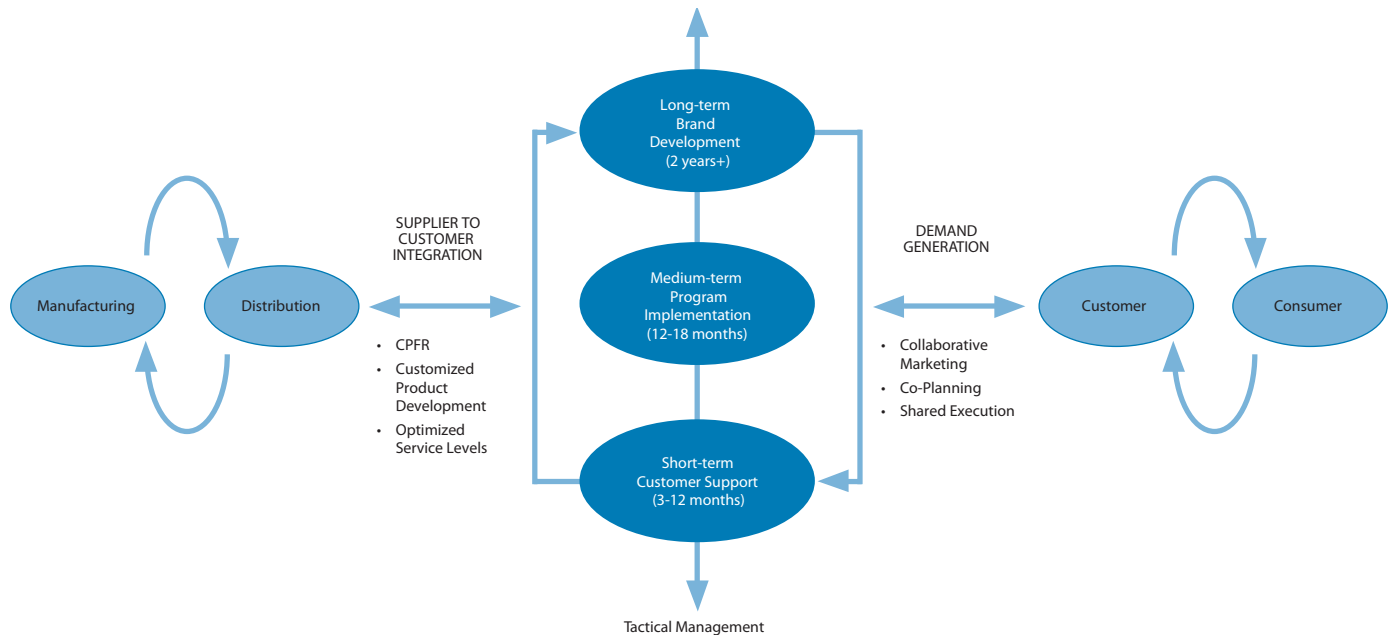 Long-term
Brand
Development
(2 years+)
SUPPLIER TO
CUSTOMER
INTEGRATION
DEMAND
GENERATION
Manufacturing
Distribution
Medium-term
Program
Implementation
(12-18 months)
Customer
Consumer
• CPFR
• Customized
Product
Development
• Optimized
Service Levels
• Collaborative
Marketing
• Co-Planning
• Shared Execution
Short-term
Customer Support
(3-12 months)
Tactical Management